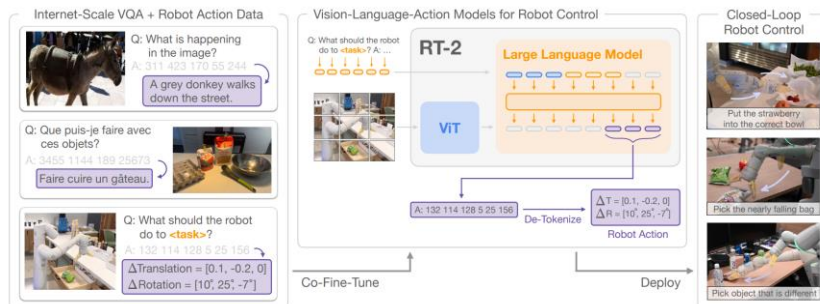 Internet-Scale VQA + Robot Action Data
Q: What is happening
in the image?
A: 311 423 170 55 244
A grey donkey walks
down the street.
Q: Que puis-je faire avec
ces objets?
A: 3455 1144 189 25673
Faire cuire un gâteau.
Q: What should the robot
do to <task>?
A: 132 114 128 5 25 156
ΔTranslation = [0.1, -0.2, 0]
ΔRotation = [10°, 25°, -7°]
Vision-Language-Action Models for Robot Control
Q: What should the robot
do to <task>? A: ...
RT-2
Large Language Model
ViT
A: 132 114 128 5 25 156
De-Tokenize
ΔT = [0.1, -0.2, 0]
ΔR = [10°, 25°, -7°]
Robot Action
Co-Fine-Tune
Deploy
Closed-Loop
Robot Control
Put the strawberry
into the correct bowl
Pick the nearly falling bag
Pick object that is different